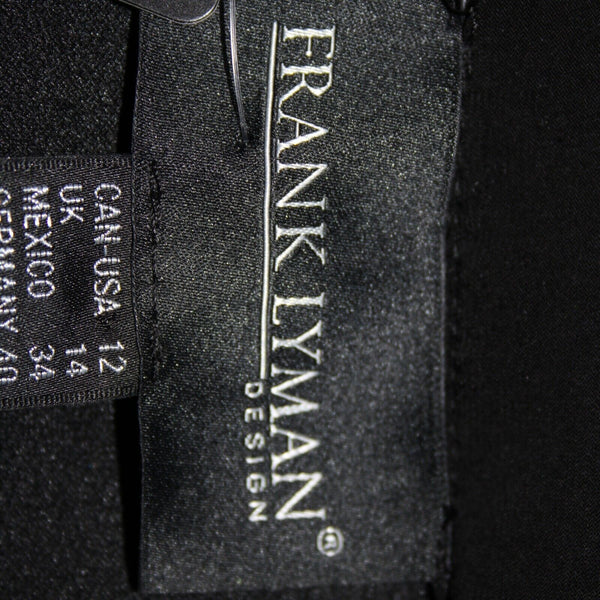 FRANK LYMAN®
DESIGN
CAN-USA 12
UK 14
MEXICO 34
GERMANY 40